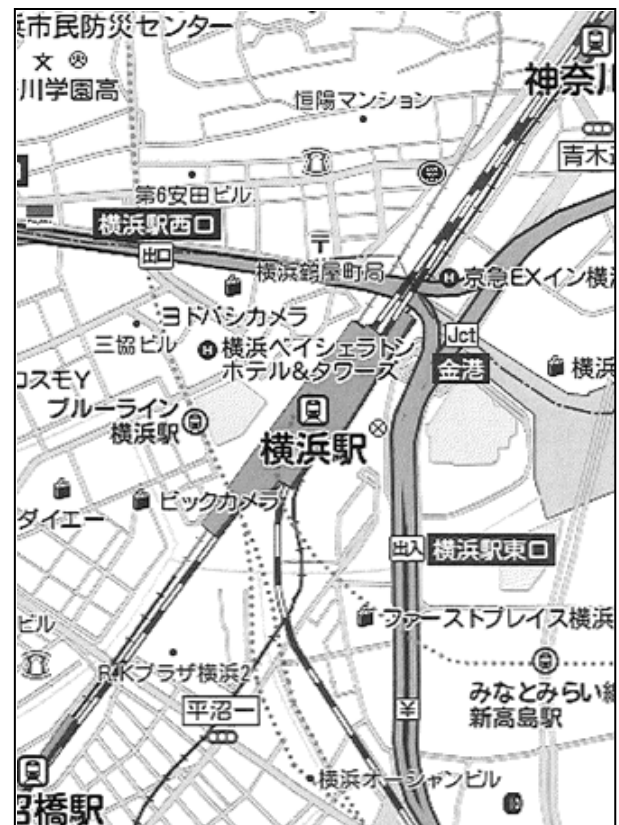 浜市民防災センター
文
川学園高
神奈川
恒陽マンション
青木
第6安田ビル
横浜駅西口
出口
横浜鶴屋町局
H 京急EXイン横浜
ヨドバシカメラ
三協ビル
Jct
H 横浜ベイシェラトン
ホテル&タワーズ
金港
横浜
コスモY
ブルーライン
横浜駅
横浜駅
ビックカメラ
ダイエー
出入 横浜駅東口
ビル
ファーストプレイス横浜
R.Kプラザ横浜2
平沼一
みなとみらい線
新高島駅
¥
横浜オーシャンビル
橋駅